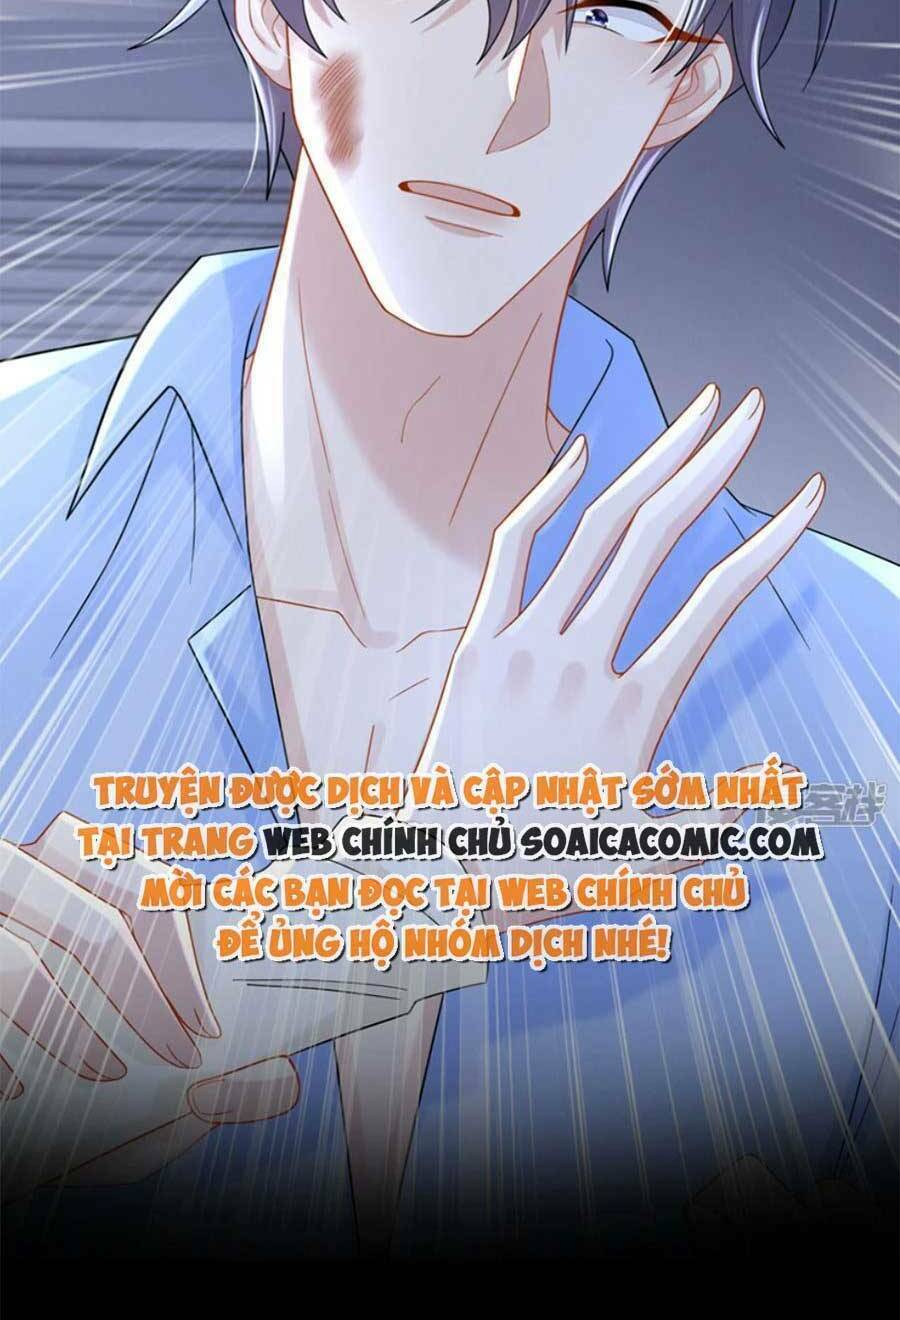 TRUYỆN ĐƯỢC DỊCH VÀ CẬP NHẬT SỚM NHẤT
TẠI TRANG WEB CHÍNH CHỦ SOAICACOMIC.COM
MỜI CÁC BẠN ĐỌC TẠI WEB CHÍNH CHỦ
ĐỂ ỦNG HỘ NHÓM DỊCH NHÉ!